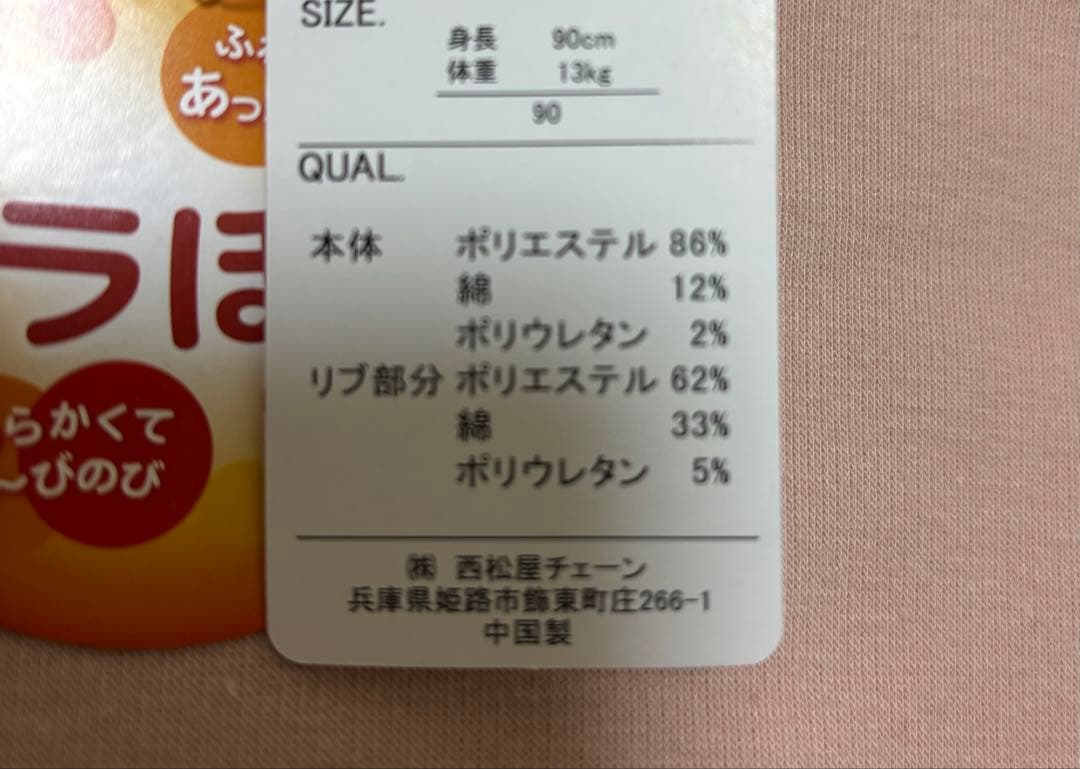 SIZE.
身長 90cm
体重 13kg
90
QUAL.
本体 ポリエステル 86%
綿 12%
ポリウレタン 2%
リブ部分 ポリエステル 62%
綿 33%
ポリウレタン 5%
㈱ 西松屋チェーン
兵庫県姫路市飾東町庄266-1
中国製
ふ
あっ
ラほ
らかくて
〜びのび